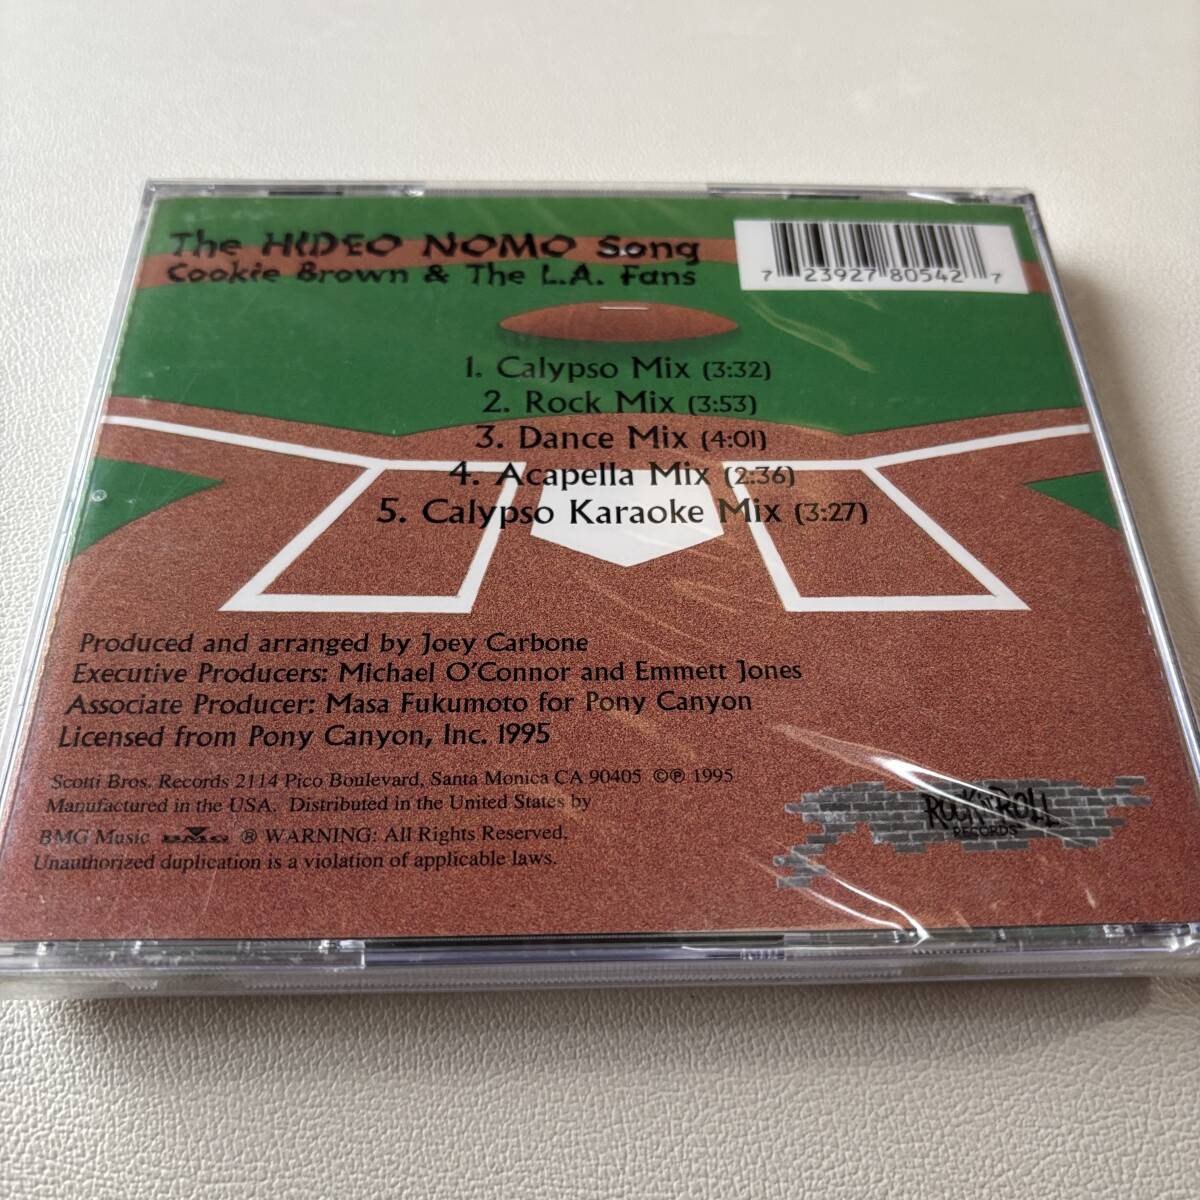 The HIDEO NOMO Song
Cookie Brown & The L.A. Fans
7 23927 80542 7
1. Calypso Mix (3:32)
2. Rock Mix (3:53)
3. Dance Mix (4:01)
4. Acapella Mix (2:36)
5. Calypso Karaoke Mix (3:27)
Produced and arranged by Joey Carbone
Executive Producers: Michael O'Connor and Emmett Jones
Associate Producer: Masa Fukumoto for Pony Canyon
Licensed from Pony Canyon, Inc. 1995
Scotti Bros. Records 2114 Pico Boulevard, Santa Monica CA 90405 ©℗ 1995
Manufactured in the USA. Distributed in the United States by
BMG Music BMG ® WARNING: All Rights Reserved.
Unauthorized duplication is a violation of applicable laws.
ROCK 'N' ROLL
RECORDS